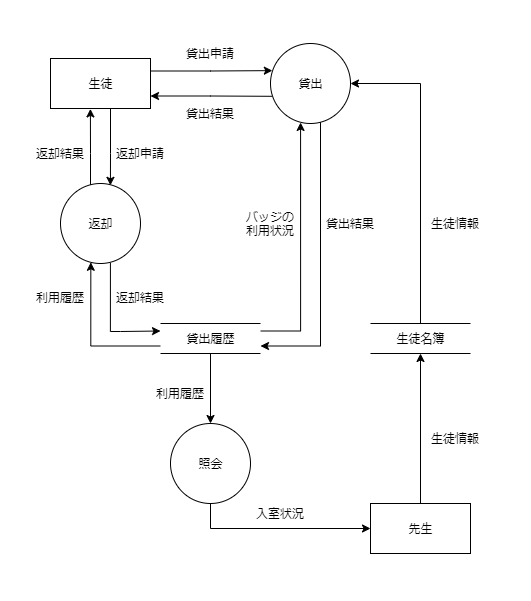 貸出申請
生徒
貸出
貸出結果
返却結果
返却申請
返却
バッジの
利用状況
貸出結果
生徒情報
利用履歴
返却結果
貸出履歴
生徒名簿
利用履歴
生徒情報
照会
入室状況
先生